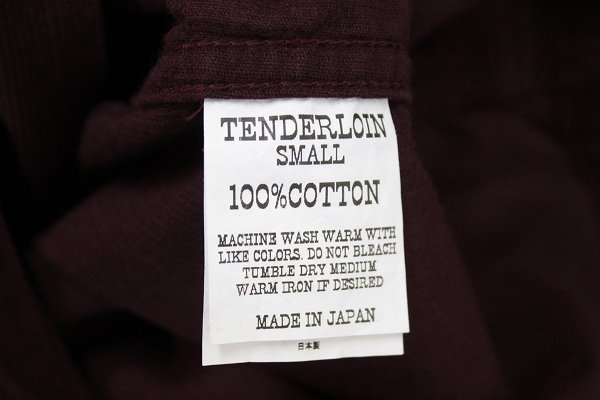 TENDERLOIN
SMALL
100%COTTON
MACHINE WASH WARM WITH
LIKE COLORS. DO NOT BLEACH
TUMBLE DRY MEDIUM
WARM IRON IF DESIRED
MADE IN JAPAN
日本製